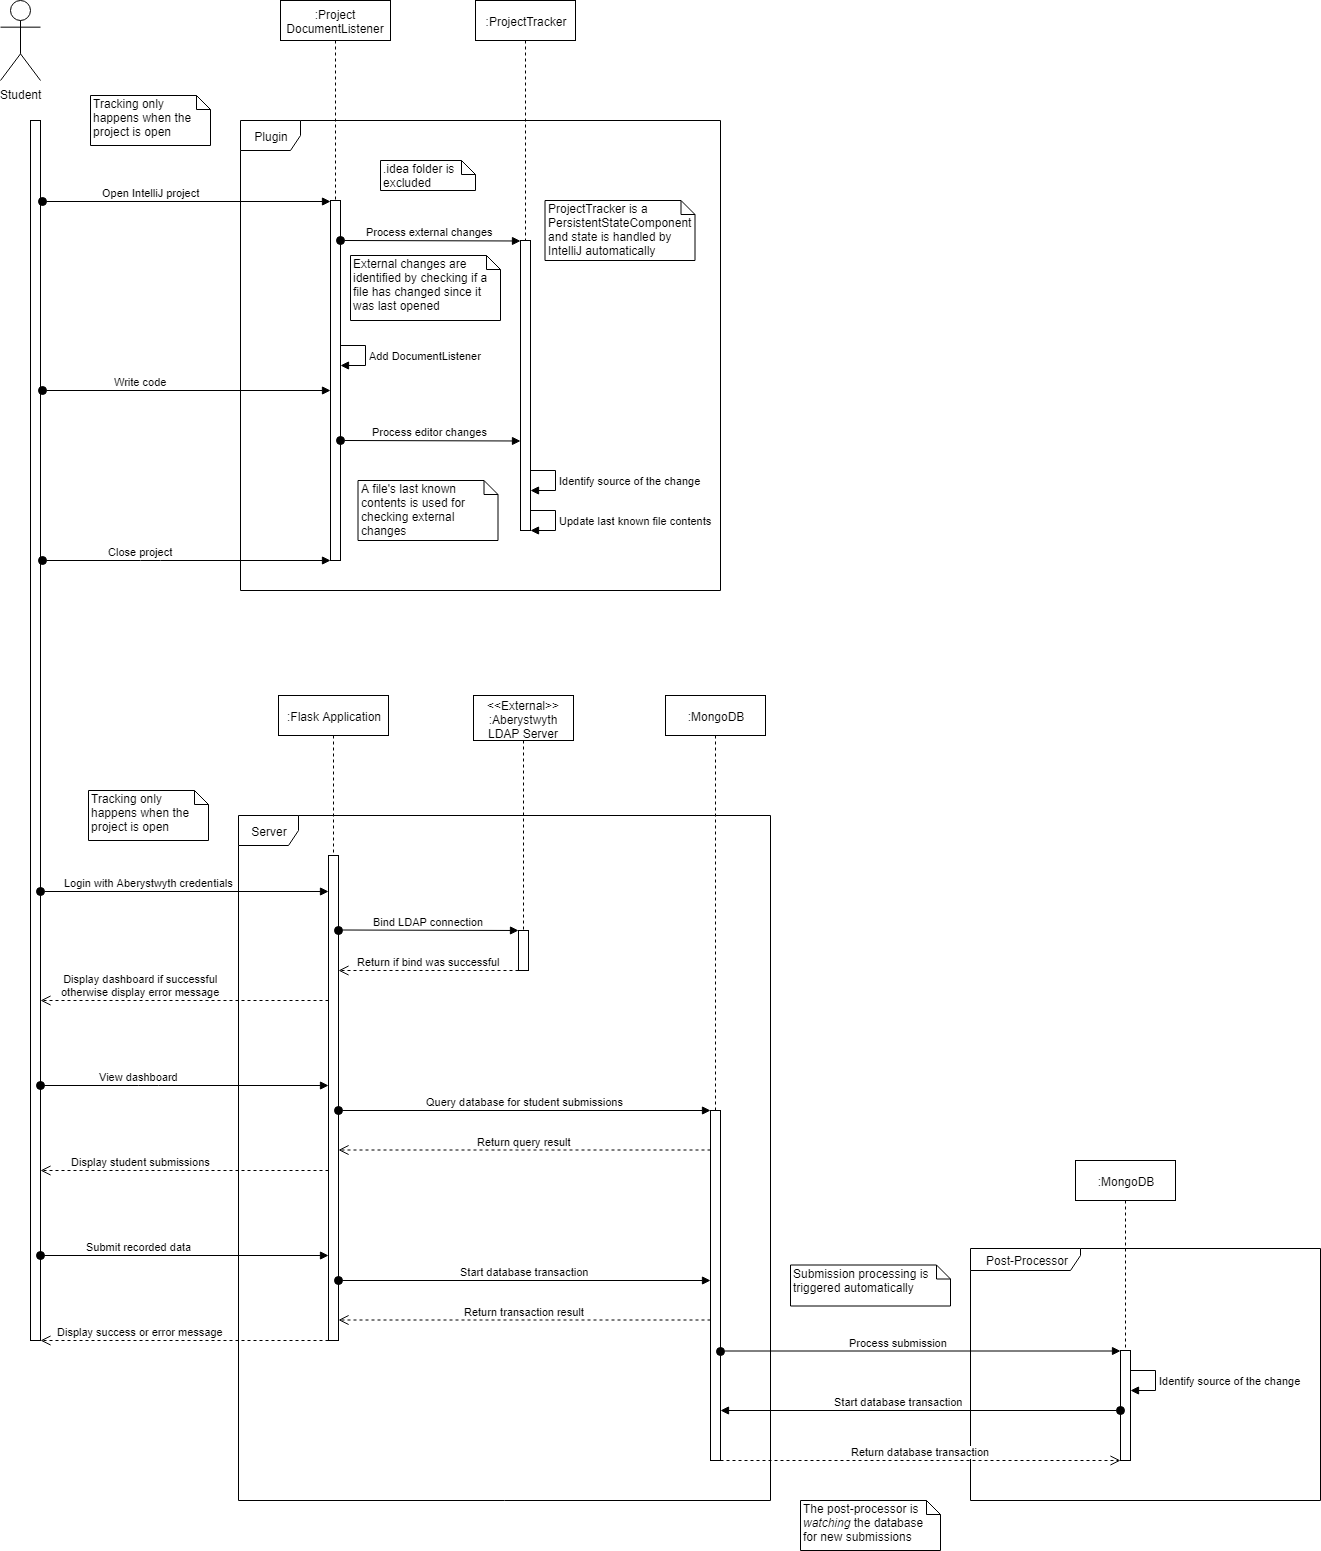 :Project
DocumentListener
:ProjectTracker
Student
Tracking only
happens when the
project is open
Plugin
.idea folder is
excluded
Open IntelliJ project
ProjectTracker is a
PersistentStateComponent
and state is handled by
IntelliJ automatically
Process external changes
External changes are
identified by checking if a
file has changed since it
was last opened
Add DocumentListener
Write code
Process editor changes
Identify source of the change
A file's last known
contents is used for
checking external
changes
Update last known file contents
Close project
:Flask Application
<<External>>
:Aberystwyth
LDAP Server
:MongoDB
Tracking only
happens when the
project is open
Server
Login with Aberystwyth credentials
Bind LDAP connection
Return if bind was successful
Display dashboard if successful
otherwise display error message
View dashboard
Query database for student submissions
Return query result
Display student submissions
:MongoDB
Submit recorded data
Start database transaction
Submission processing is
triggered automatically
Post-Processor
Return transaction result
Display success or error message
Process submission
Identify source of the change
Start database transaction
Return database transaction
The post-processor is
watching the database
for new submissions